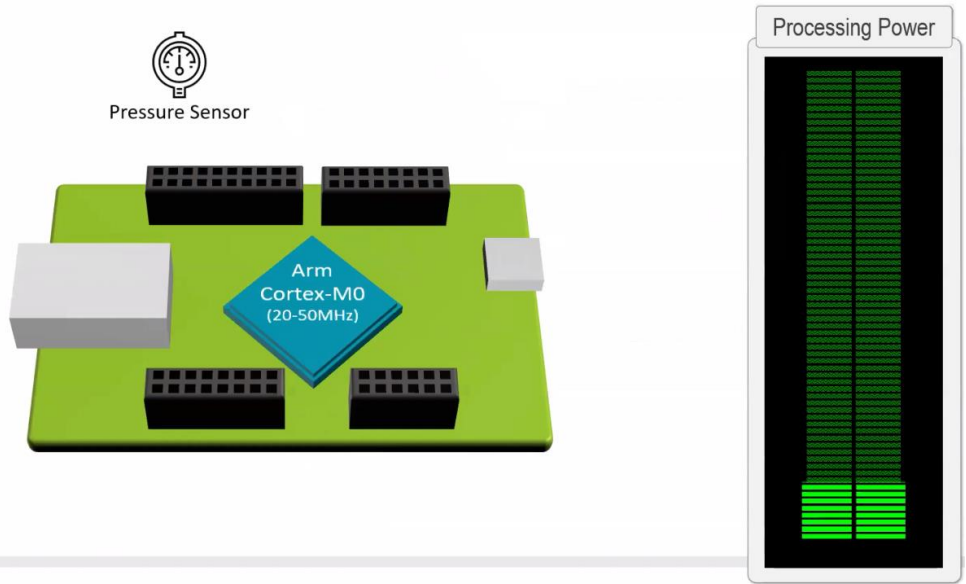 Processing Power
Pressure Sensor
Arm
Cortex-M0
(20-50MHz)